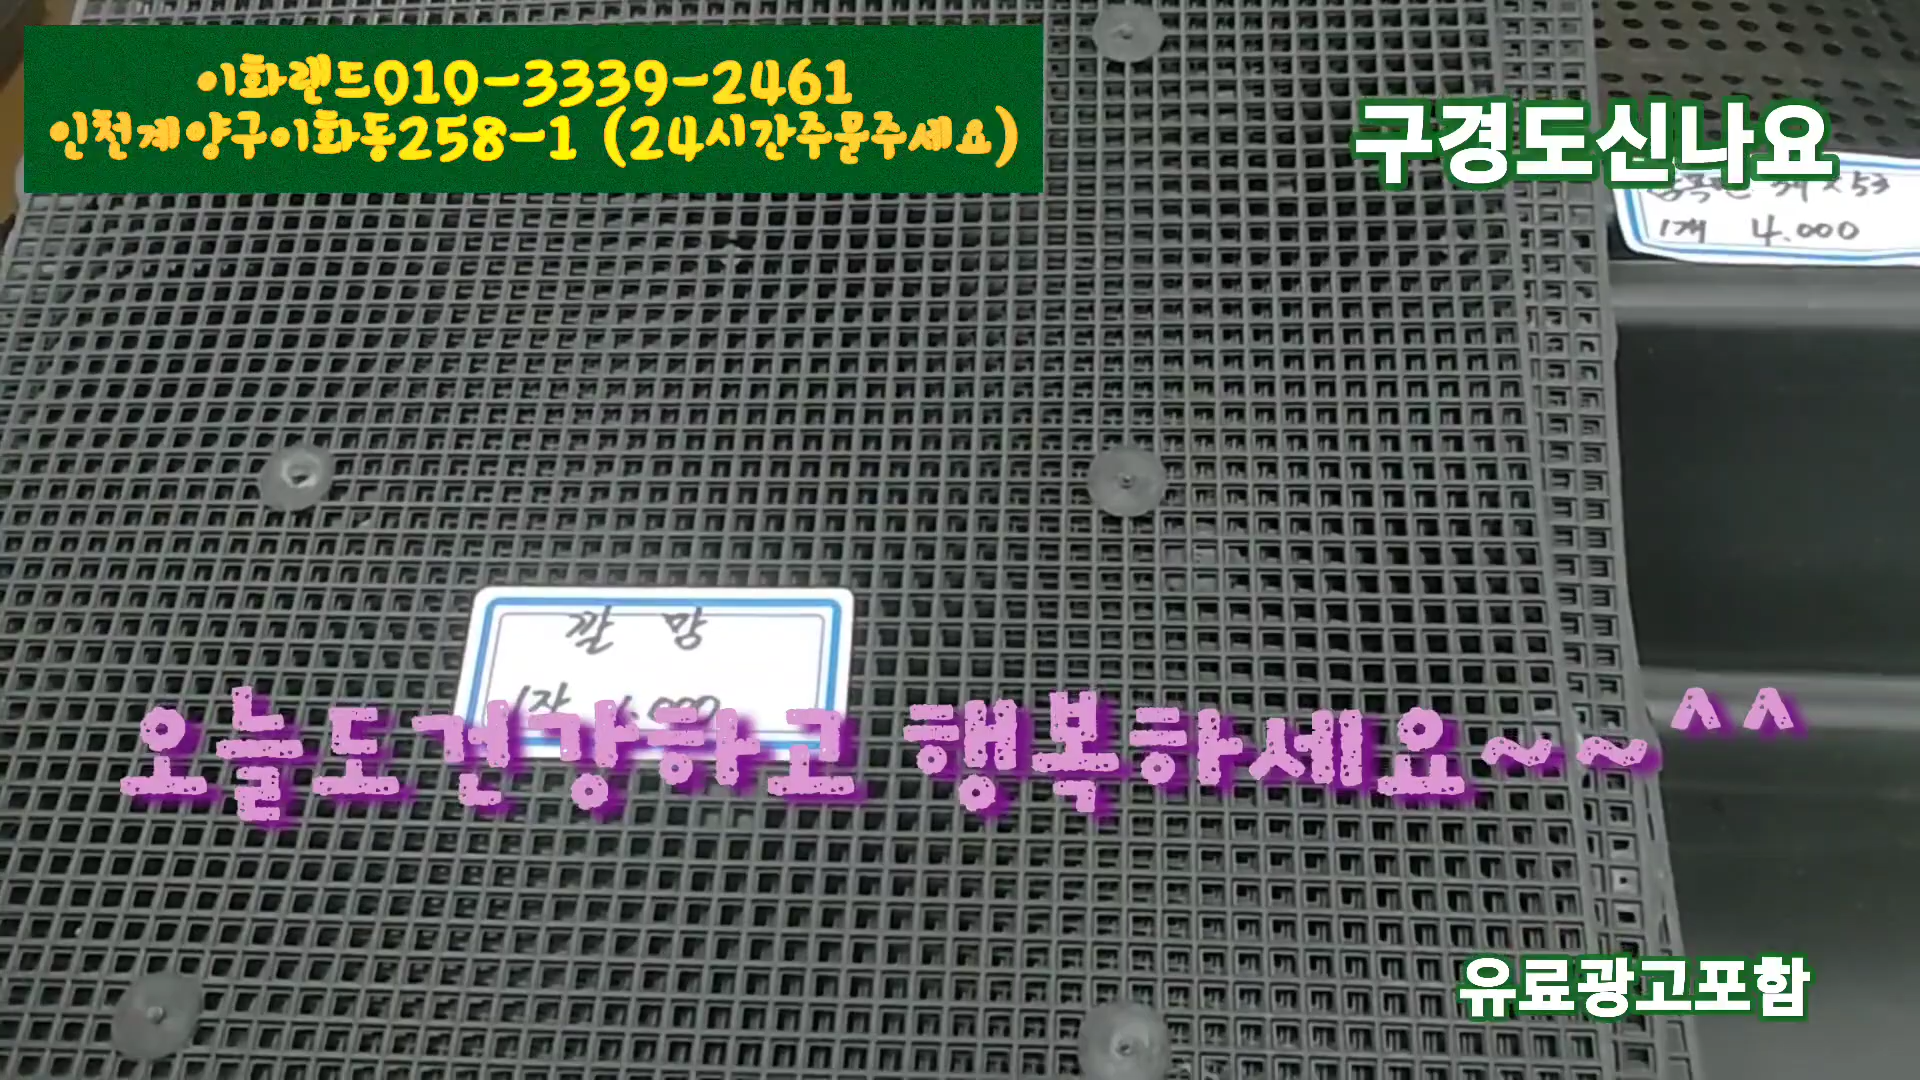 이화랜드010-3339-2461
인천계양구이화동258-1 (24시간주문주세요)
구경도신나요
53
1개 4.000
깔 망
1장
오늘도건강하고 행복하세요~~^^
유료광고포함